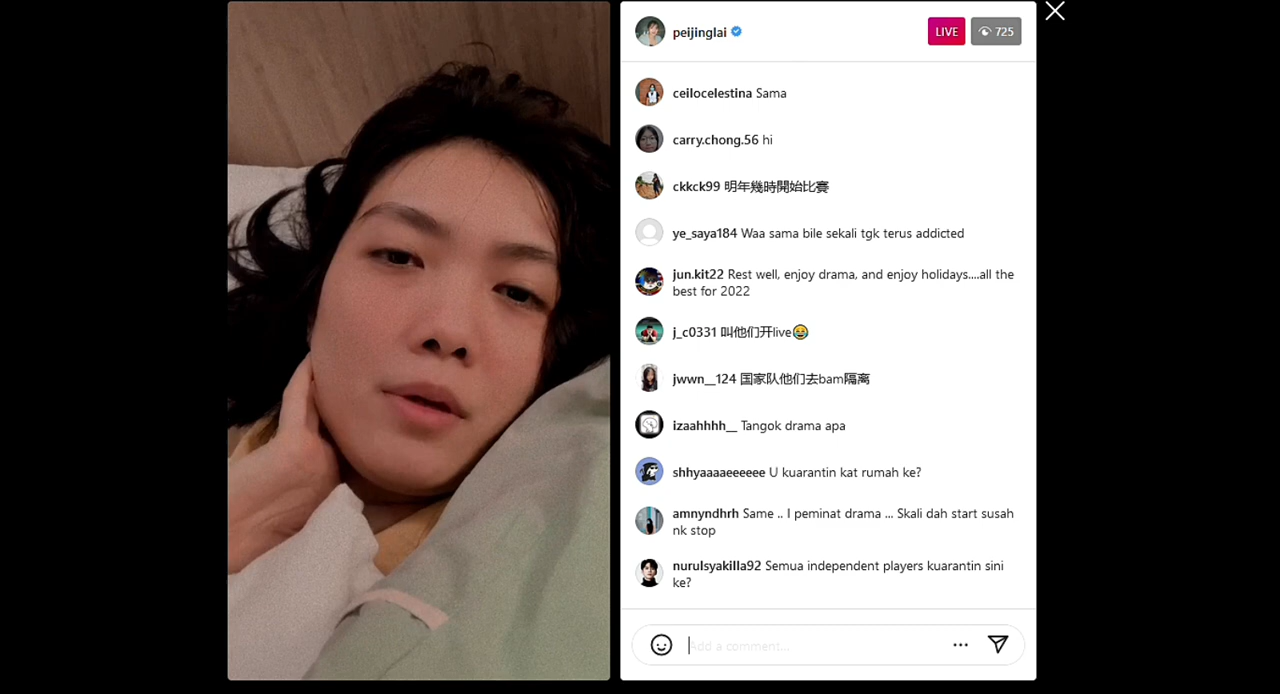 peijinglai
LIVE
725
ceilocelestina Sama
carry.chong.56 hi
ckkck99 明年幾時開始比賽
ye_saya184 Waa sama bile sekali tgk terus addicted
jun.kit22 Rest well, enjoy drama, and enjoy holidays....all the
best for 2022
j_c0331 叫他们开live😂
jwwn__124 国家队他们去bam隔离
izaahhhh__ Tangok drama apa
shhyaaaaeeeeee U kuarantin kat rumah ke?
amnyndhrh Same .. I peminat drama ... Skali dah start susah
nk stop
nurulsyakilla92 Semua independent players kuarantin sini
ke?
Add a comment...